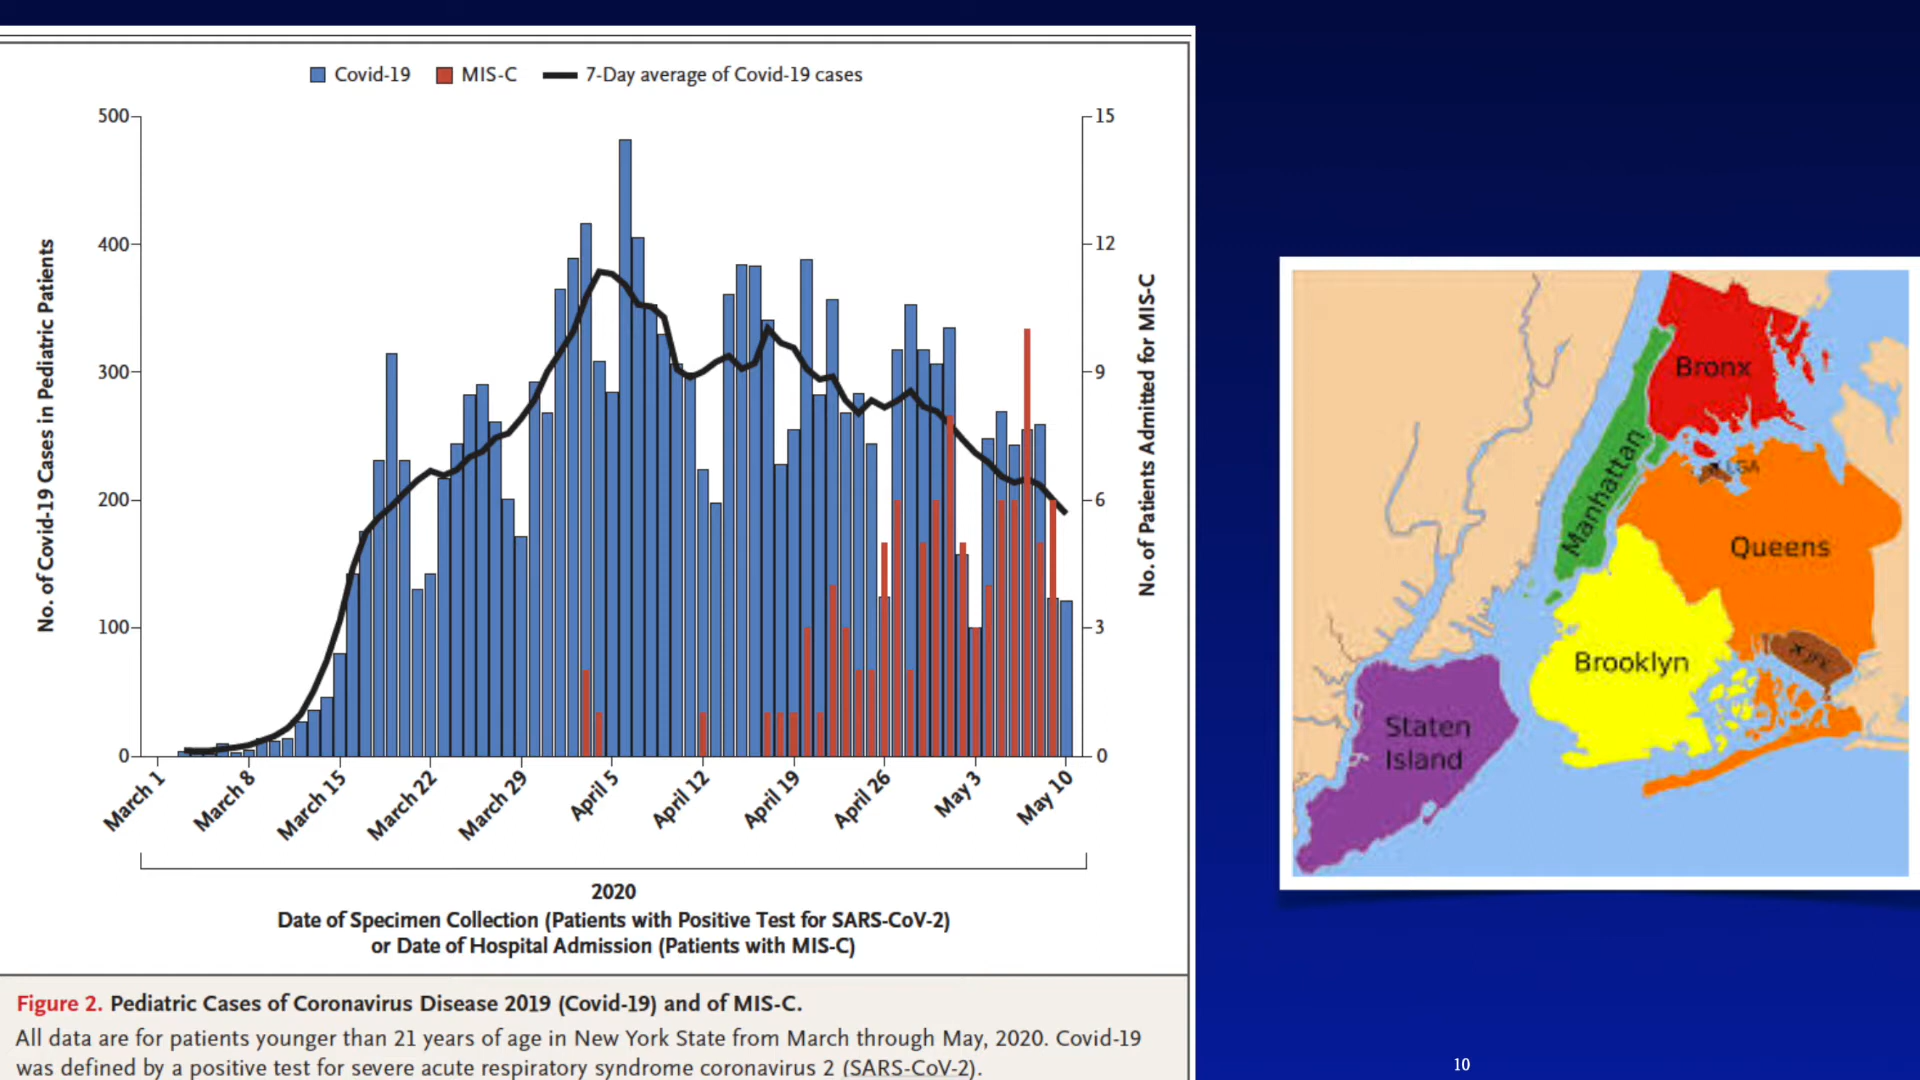 Covid-19 MIS-C 7-Day average of Covid-19 cases
500
400
300
200
100
0
No. of Covid-19 Cases in Pediatric Patients
15
12
9
6
3
0
No. of Patients Admitted for MIS-C
March 1 March 8 March 15 March 22 March 29 April 5 April 12 April 19 April 26 May 3 May 10
2020
Date of Specimen Collection (Patients with Positive Test for SARS-CoV-2)
or Date of Hospital Admission (Patients with MIS-C)
Figure 2. Pediatric Cases of Coronavirus Disease 2019 (Covid-19) and of MIS-C.
All data are for patients younger than 21 years of age in New York State from March through May, 2020. Covid-19
was defined by a positive test for severe acute respiratory syndrome coronavirus 2 (SARS-CoV-2).
Bronx
Manhattan
LGA
Queens
JFK
Brooklyn
Staten
Island
10